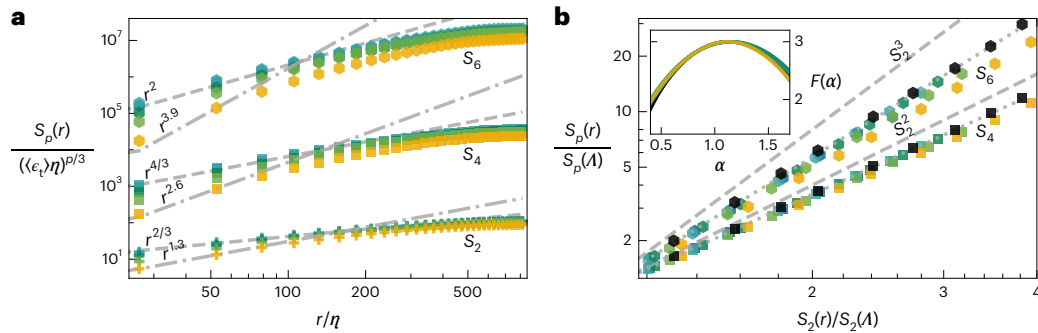 a
S_p(r)
(⟨ϵ_t⟩η)^{p/3}
10^7
10^5
10^3
10^1
r^2
r^{3.9}
S_6
r^{4/3}
r^{2.6}
S_4
r^{2/3}
r^{1.3}
S_2
50
100
200
500
r/η
b
S_p(r)
S_p(Λ)
20
10
5
2
S_2^3
S_6
S_2^2
S_4
3
F(α)
2
0.5
1.0
1.5
α
2
3
4
S_2(r)/S_2(Λ)